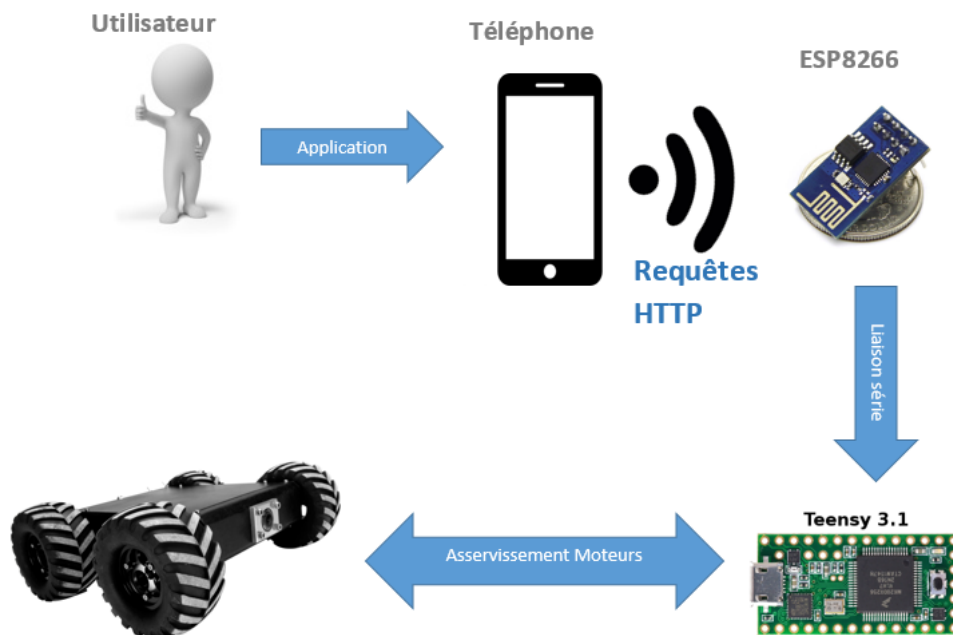 Utilisateur
Téléphone
ESP8266
Application
Requêtes
HTTP
Liaison série
Teensy 3.1
Asservissement Moteurs